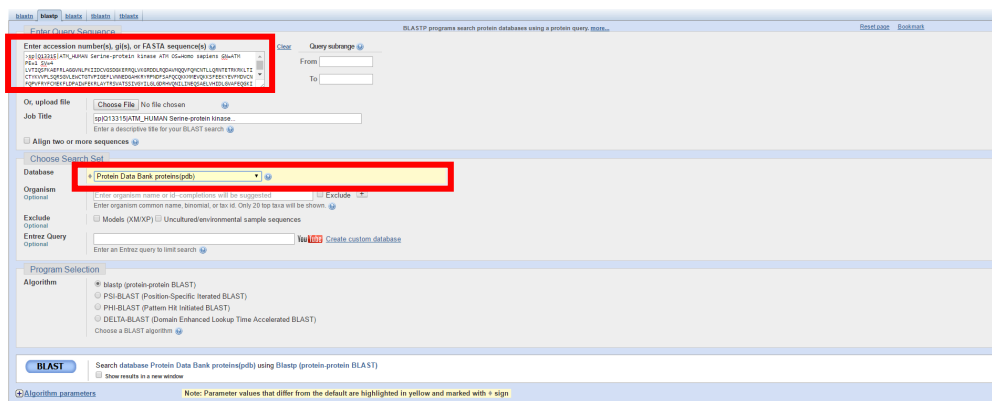 blastn blastp blastx tblastn tblastx
BLASTP programs search protein databases using a protein query. more...
Reset page Bookmark
Enter Query Sequence
Enter accession number(s), gi(s), or FASTA sequence(s)
Clear
Query subrange
>sp|Q13315|ATM_HUMAN Serine-protein kinase ATM OS=Homo sapiens GN=ATM
PE=1 SV=4
From
To
Or, upload file
Choose File No file chosen
Job Title
sp|Q13315|ATM_HUMAN Serine-protein kinase...
Enter a descriptive title for your BLAST search
Align two or more sequences
Choose Search Set
Database
+ Protein Data Bank proteins(pdb)
Organism
Optional
Enter organism name or id--completions will be suggested
Exclude +
Enter organism common name, binomial, or tax id. Only 20 top taxa will be shown.
Exclude
Optional
Models (XM/XP) Uncultured/environmental sample sequences
Entrez Query
Optional
YouTube Create custom database
Enter an Entrez query to limit search
Program Selection
Algorithm
blastp (protein-protein BLAST)
PSI-BLAST (Position-Specific Iterated BLAST)
PHI-BLAST (Pattern Hit Initiated BLAST)
DELTA-BLAST (Domain Enhanced Lookup Time Accelerated BLAST)
Choose a BLAST algorithm
BLAST
Search database Protein Data Bank proteins(pdb) using Blastp (protein-protein BLAST)
Show results in a new window
Algorithm parameters
Note: Parameter values that differ from the default are highlighted in yellow and marked with + sign